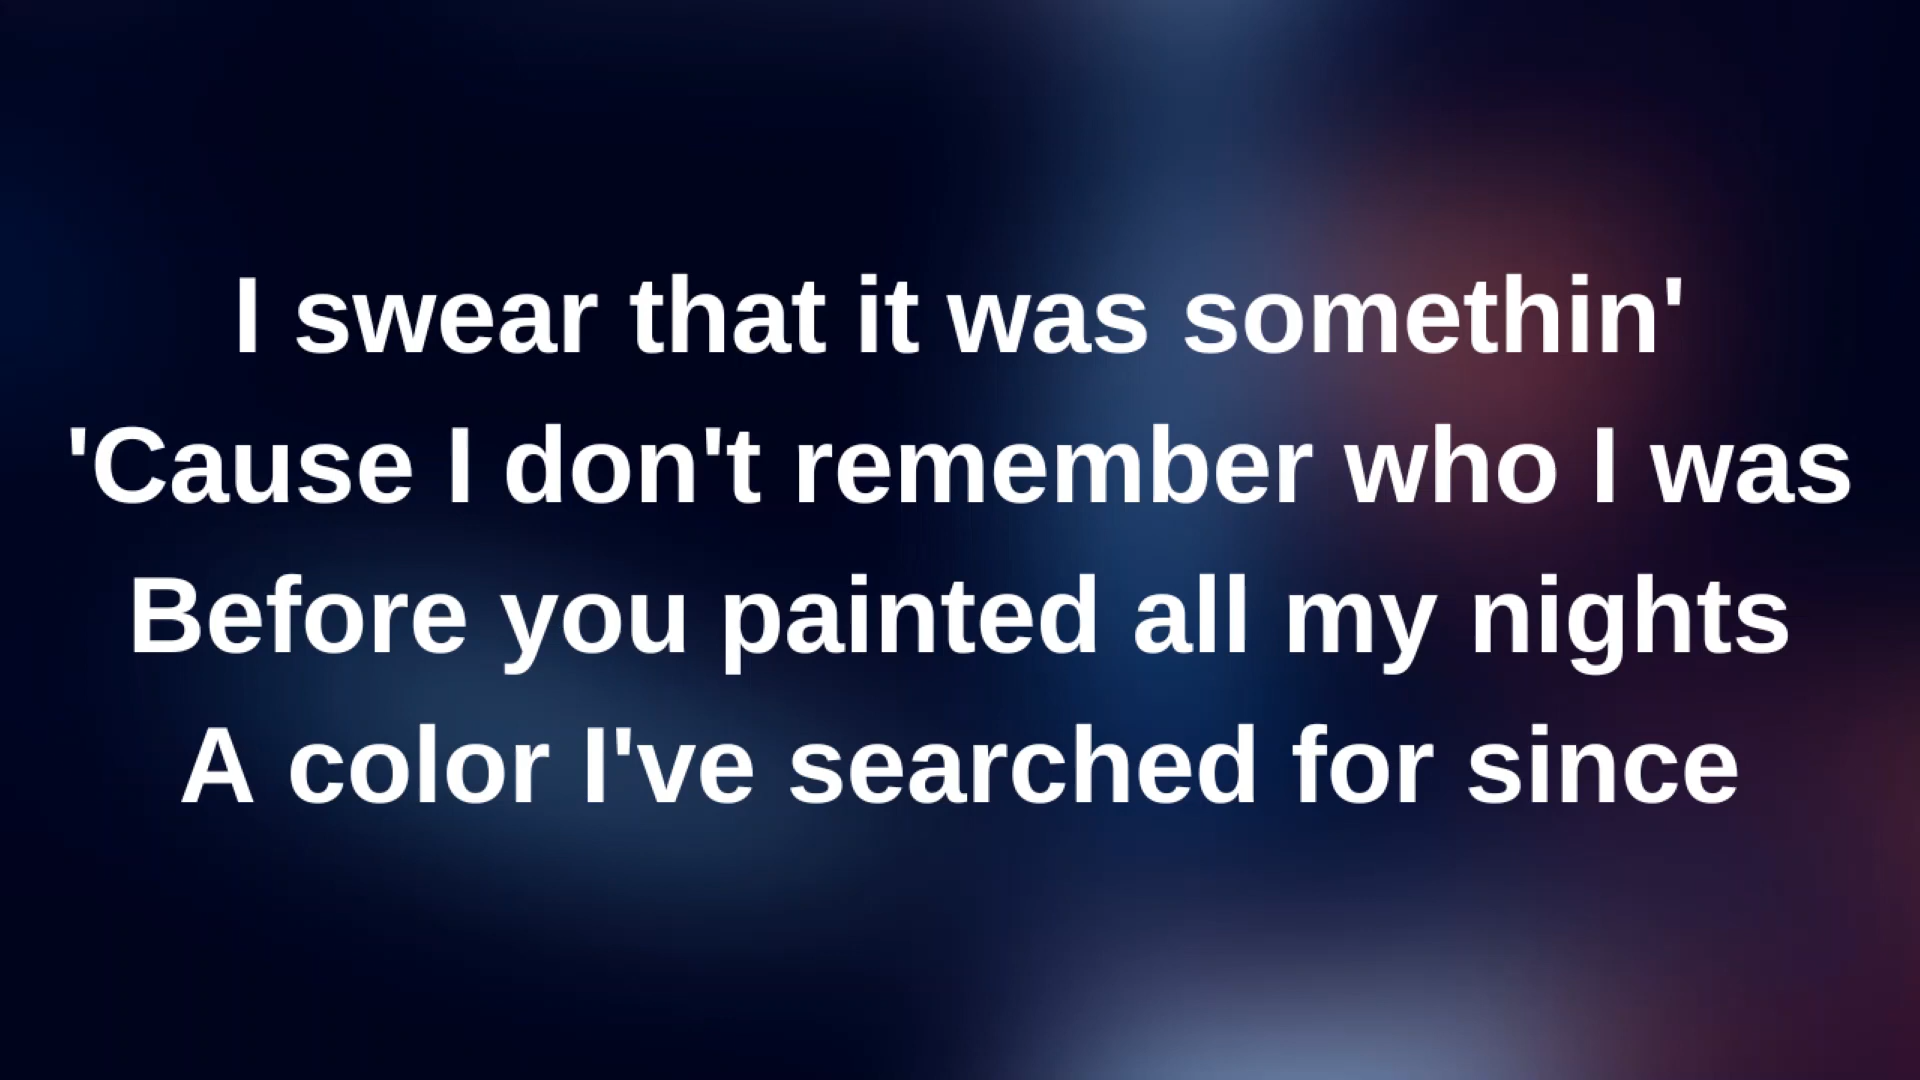 I swear that it was somethin'
'Cause I don't remember who I was
Before you painted all my nights
A color I've searched for since